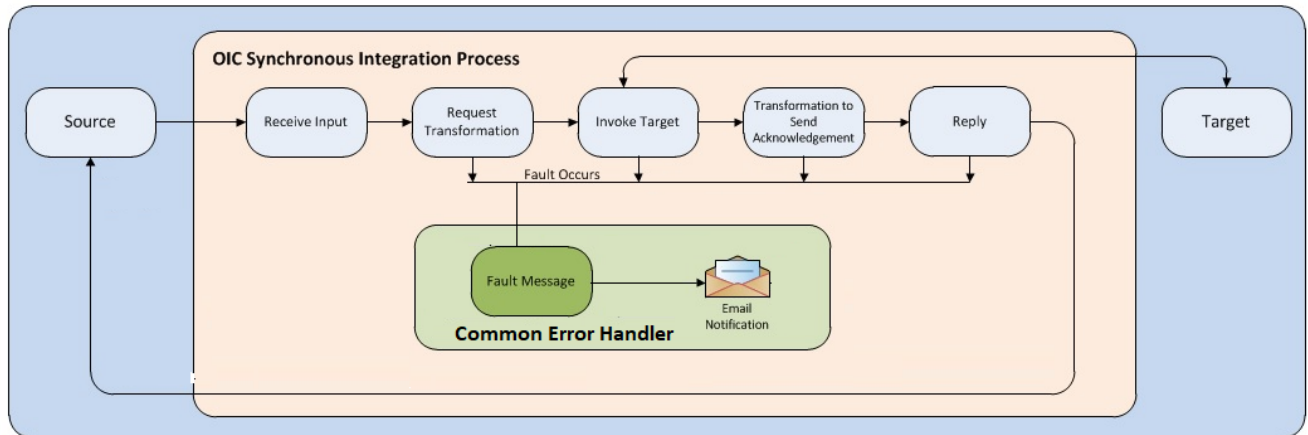 OIC Synchronous Integration Process
Source
Receive Input
Request
Transformation
Invoke Target
Transformation to
Send
Acknowledgement
Reply
Target
Fault Occurs
Fault Message
Email
Notification
Common Error Handler